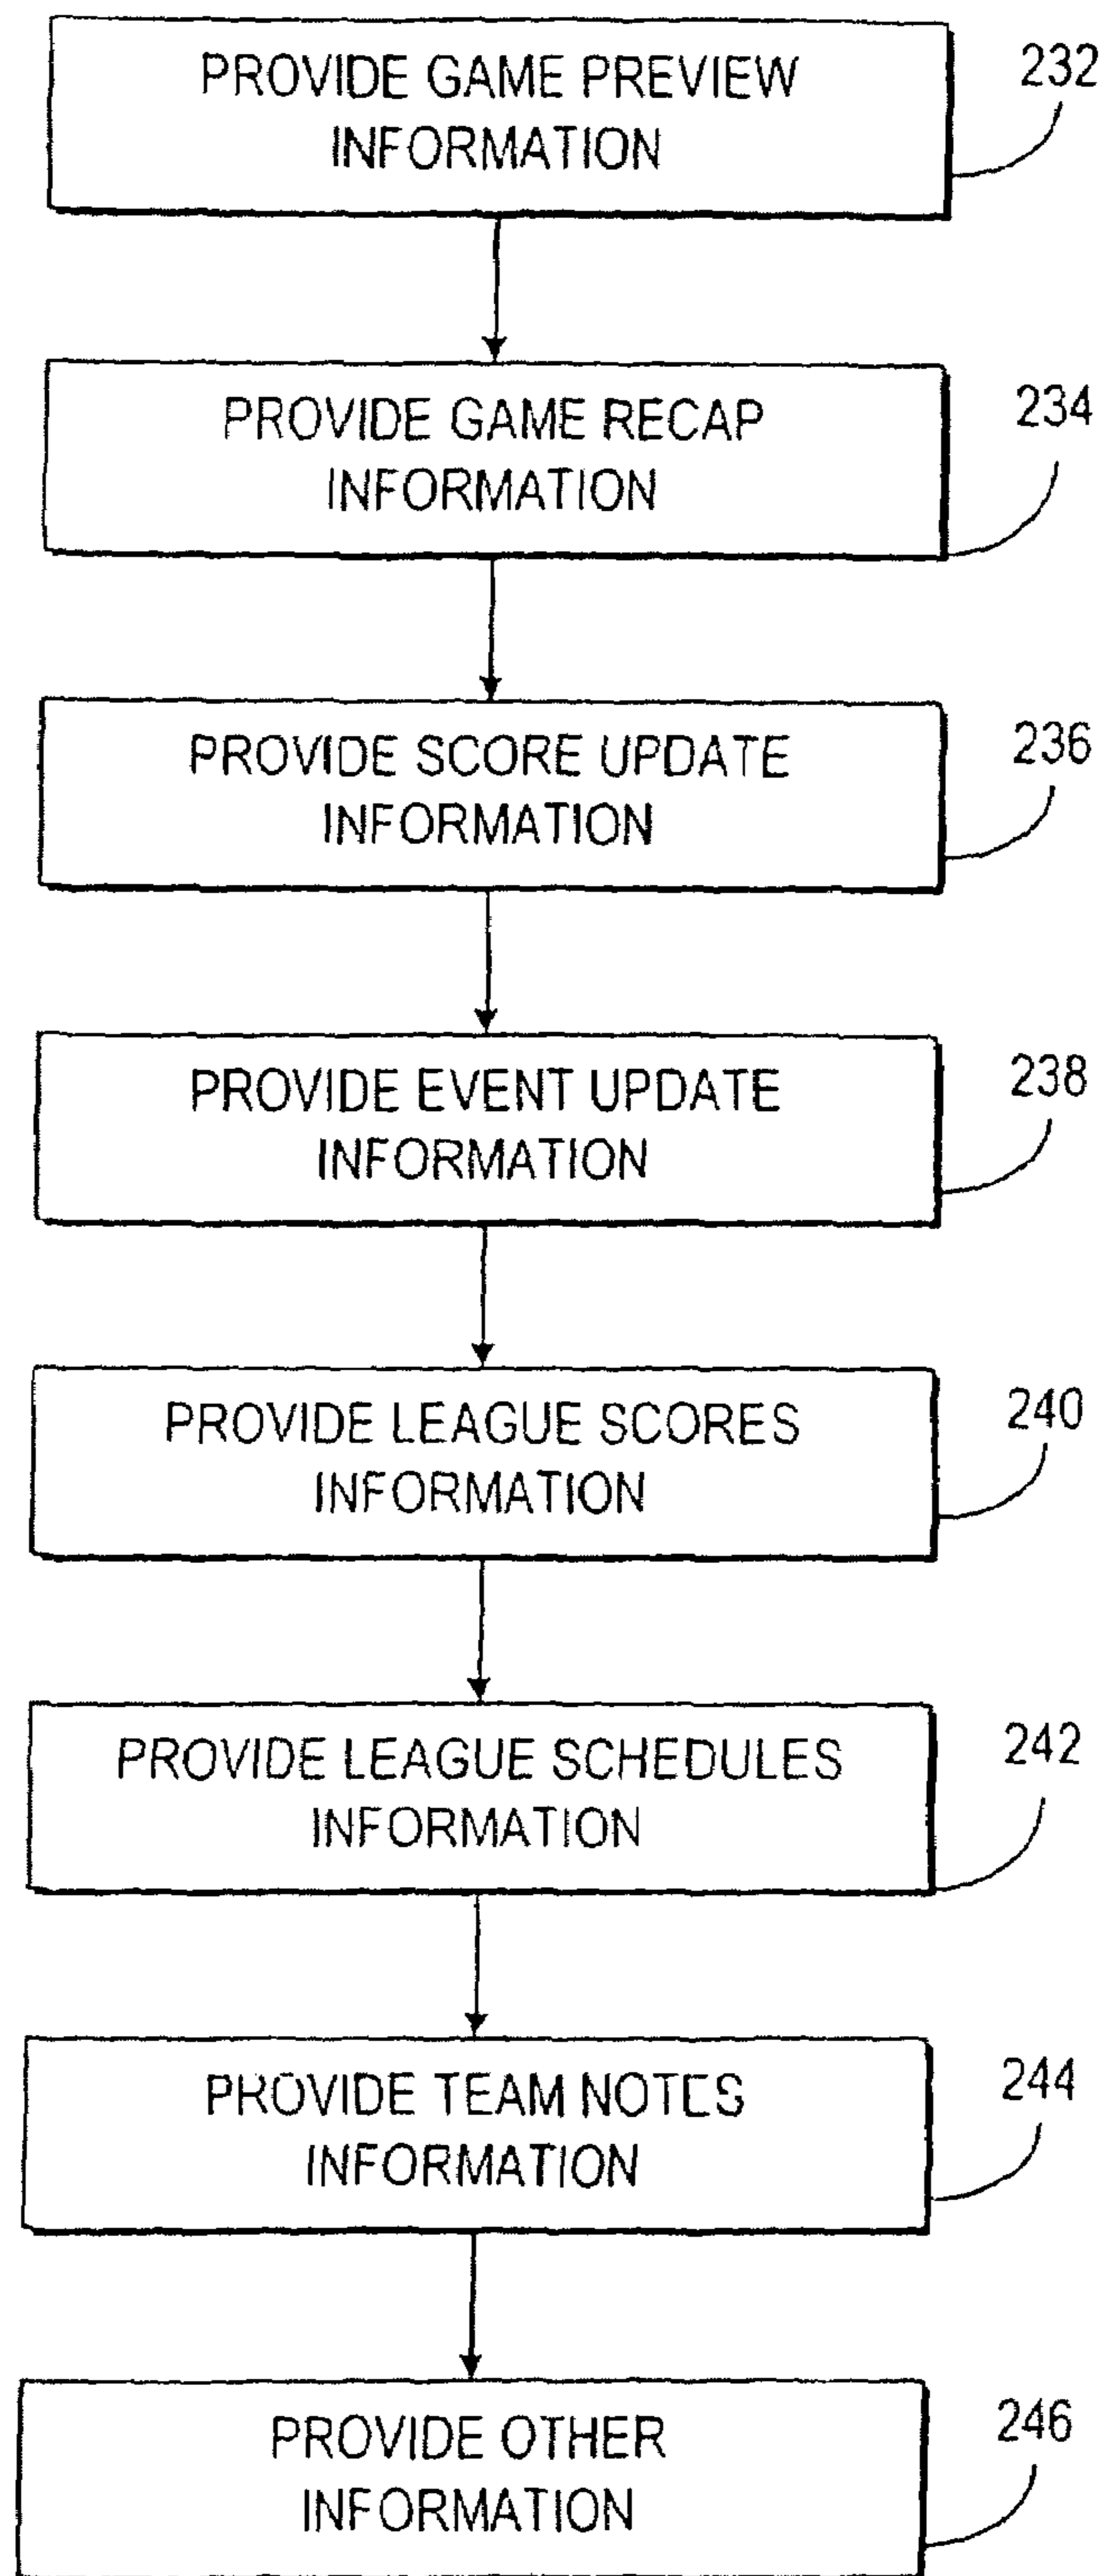 PROVIDE GAME PREVIEW
INFORMATION
232
PROVIDE GAME RECAP
INFORMATION
234
PROVIDE SCORE UPDATE
INFORMATION
236
PROVIDE EVENT UPDATE
INFORMATION
238
PROVIDE LEAGUE SCORES
INFORMATION
240
PROVIDE LEAGUE SCHEDULES
INFORMATION
242
PROVIDE TEAM NOTES
INFORMATION
244
PROVIDE OTHER
INFORMATION
246